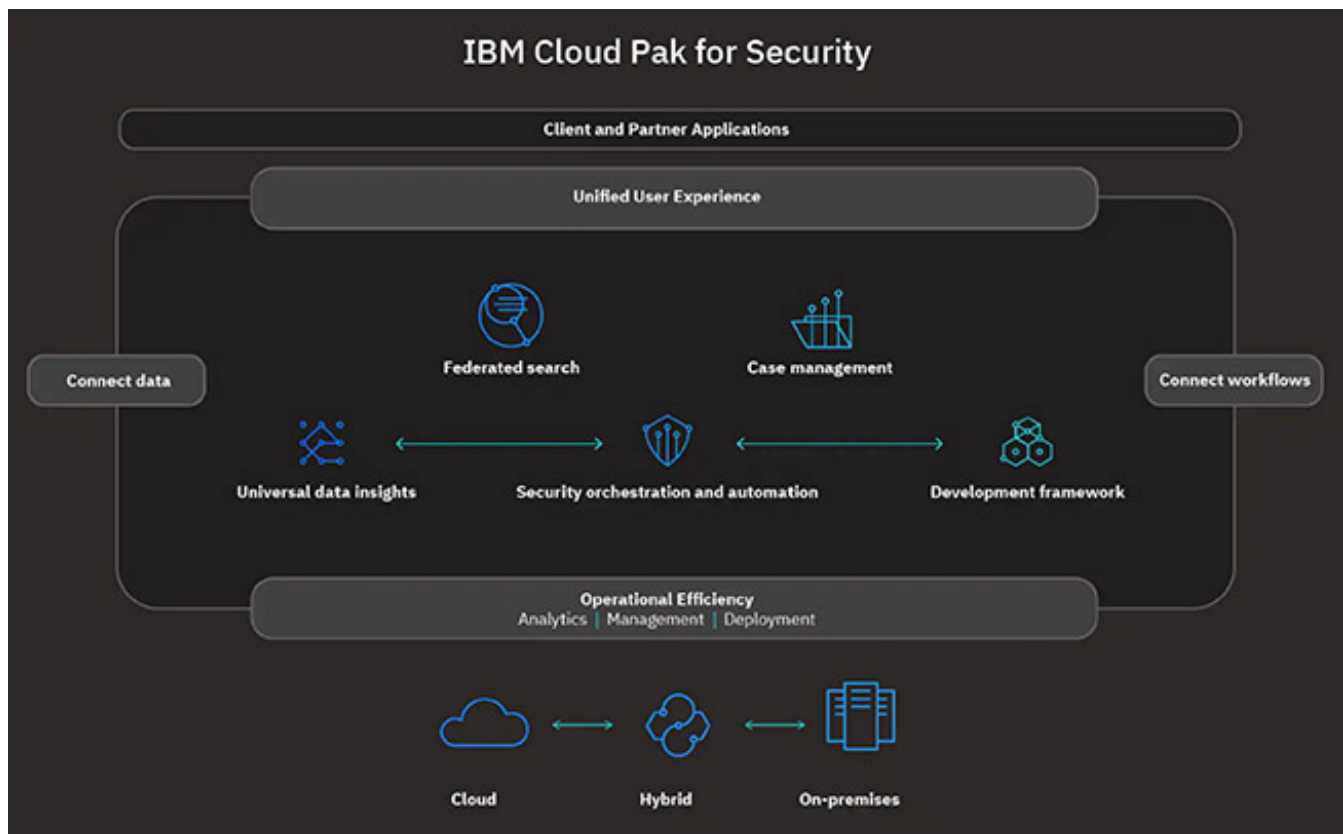 IBM Cloud Pak for Security
Client and Partner Applications
Unified User Experience
Federated search
Case management
Connect data
Connect workflows
Universal data insights
Security orchestration and automation
Development framework
Operational Efficiency
Analytics | Management | Deployment
Cloud
Hybrid
On-premises